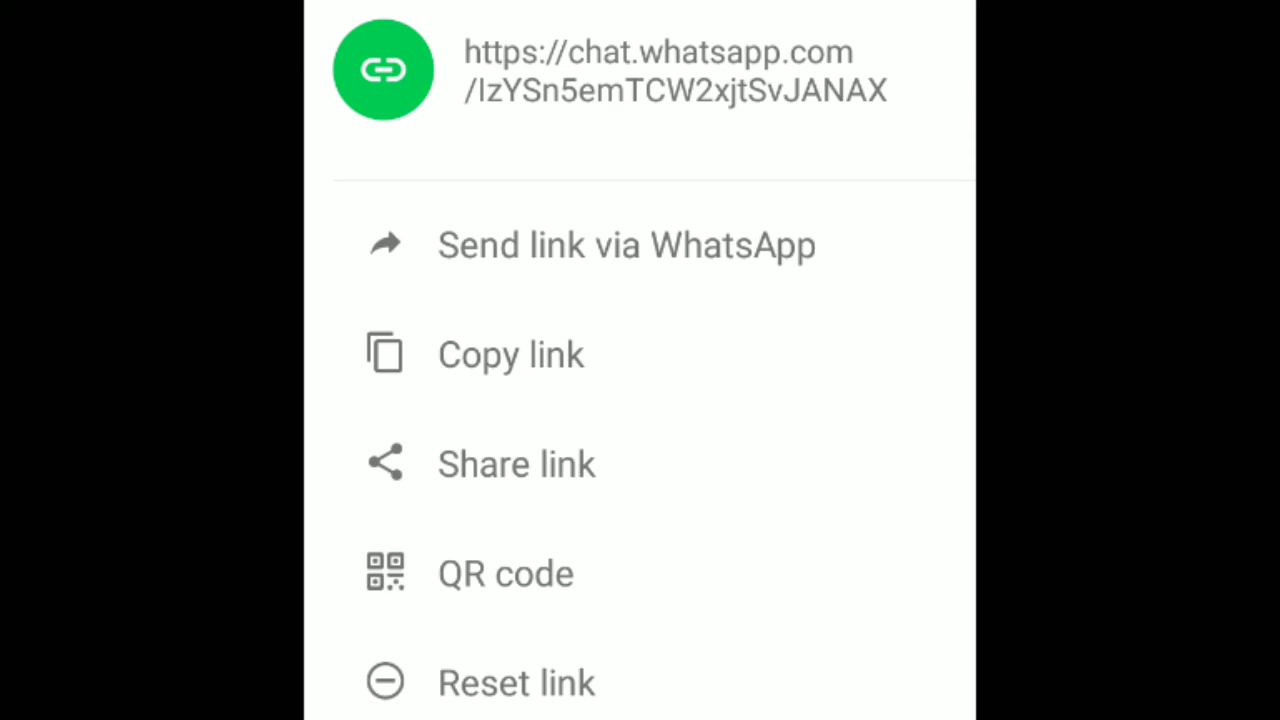 https://chat.whatsapp.com
/IzYSn5emTCW2xjtSvJANAX
Send link via WhatsApp
Copy link
Share link
QR code
Reset link